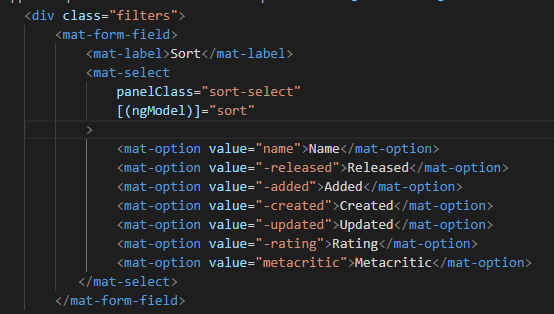 <div class="filters">
<mat-form-field>
<mat-label>Sort</mat-label>
<mat-select
panelClass="sort-select"
[(ngModel)]="sort"
>
<mat-option value="name">Name</mat-option>
<mat-option value="-released">Released</mat-option>
<mat-option value="-added">Added</mat-option>
<mat-option value="-created">Created</mat-option>
<mat-option value="-updated">Updated</mat-option>
<mat-option value="-rating">Rating</mat-option>
<mat-option value="metacritic">Metacritic</mat-option>
</mat-select>
</mat-form-field>